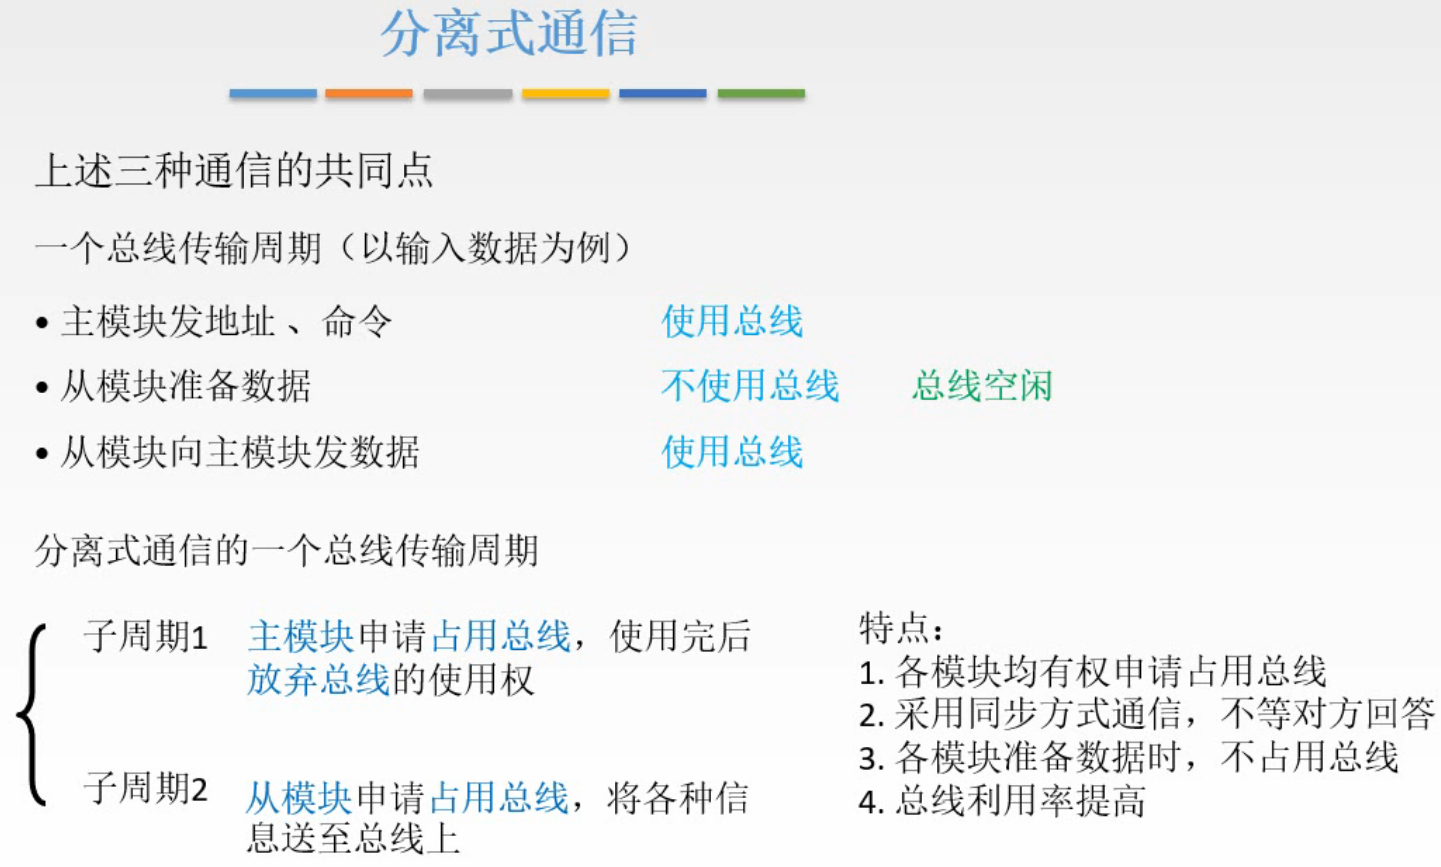 分离式通信
上述三种通信的共同点
一个总线传输周期（以输入数据为例）
• 主模块发地址 、命令 使用总线
• 从模块准备数据 不使用总线 总线空闲
• 从模块向主模块发数据 使用总线
分离式通信的一个总线传输周期
子周期1 主模块申请占用总线，使用完后
放弃总线的使用权
子周期2 从模块申请占用总线，将各种信
息送至总线上
特点：
1. 各模块均有权申请占用总线
2. 采用同步方式通信，不等对方回答
3. 各模块准备数据时，不占用总线
4. 总线利用率提高